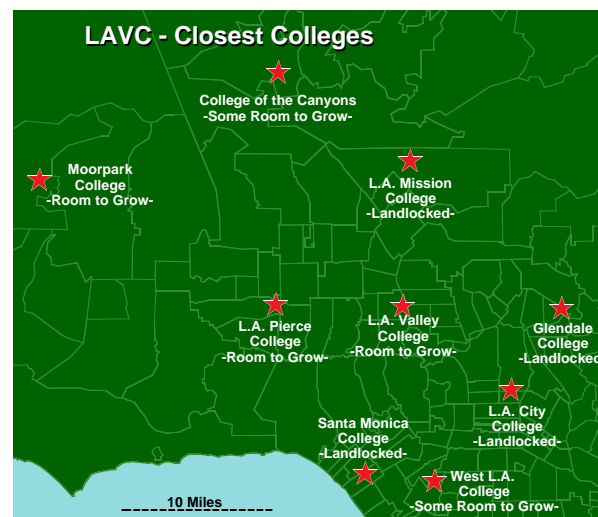 LAVC - Closest Colleges
College of the Canyons
-Some Room to Grow-
Moorpark
College
-Room to Grow-
L.A. Mission
College
-Landlocked-
L.A. Pierce
College
-Room to Grow-
L.A. Valley
College
-Room to Grow-
Glendale
College
-Landlocked
L.A. City
College
-Landlocked-
Santa Monica
College
-Landlocked-
West L.A.
College
-Some Room to Grow-
10 Miles